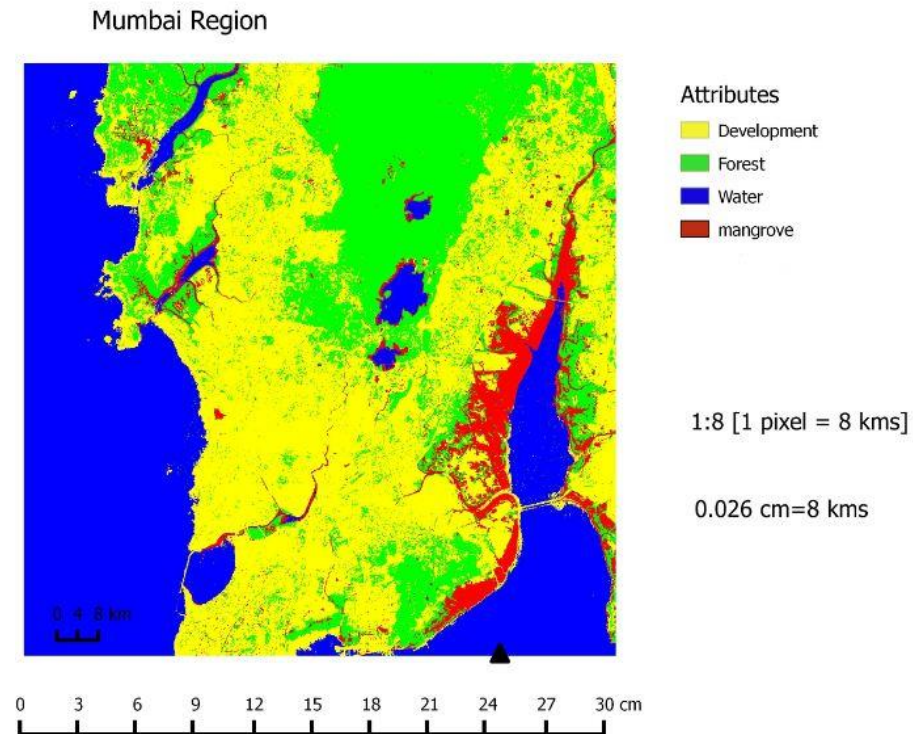 Mumbai Region
Attributes
Development
Forest
Water
mangrove
1:8 [1 pixel = 8 kms]
0.026 cm=8 kms
0 4 8 km
0 3 6 9 12 15 18 21 24 27 30 cm